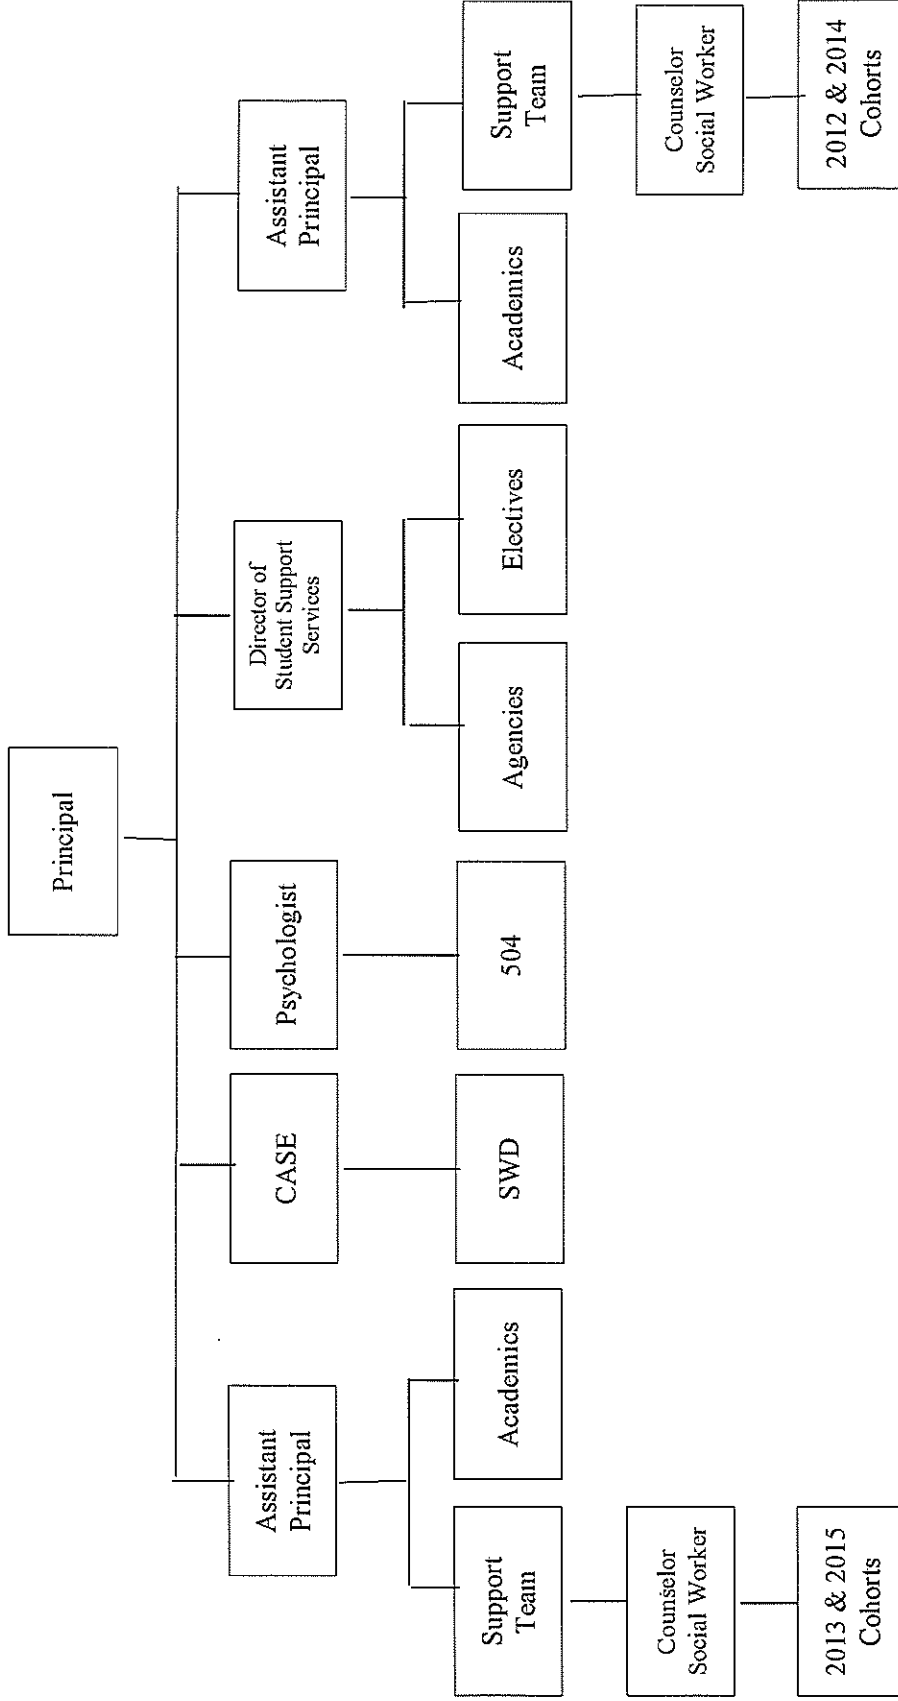 Principal
Assistant
Principal
CASE
Psychologist
Director of
Student Support
Services
Assistant
Principal
Support
Team
Academics
SWD
504
Agencies
Electives
Academics
Support
Team
Counselor
Social Worker
Counselor
Social Worker
2013 & 2015
Cohorts
2012 & 2014
Cohorts